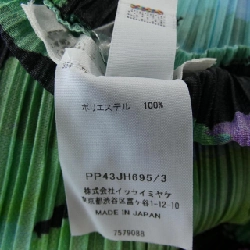 ポリエステル 100%
PP43JH695/3
株式会社イッセイミヤケ
東京都渋谷区富ヶ谷1-12-10
MADE IN JAPAN
7579088